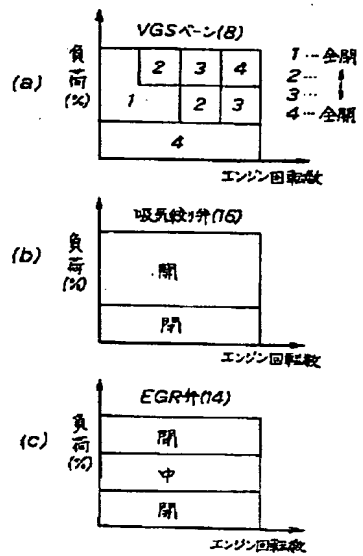 VGSベーン(8)
(a)
負荷(%)
2 3 4
1 2 3
4
1…全開
2…
3…
4…全開
エンジン回転数
吸気絞り弁(16)
(b)
負荷(%)
開
閉
エンジン回転数
EGR弁(14)
(c)
負荷(%)
閉
中
開
エンジン回転数